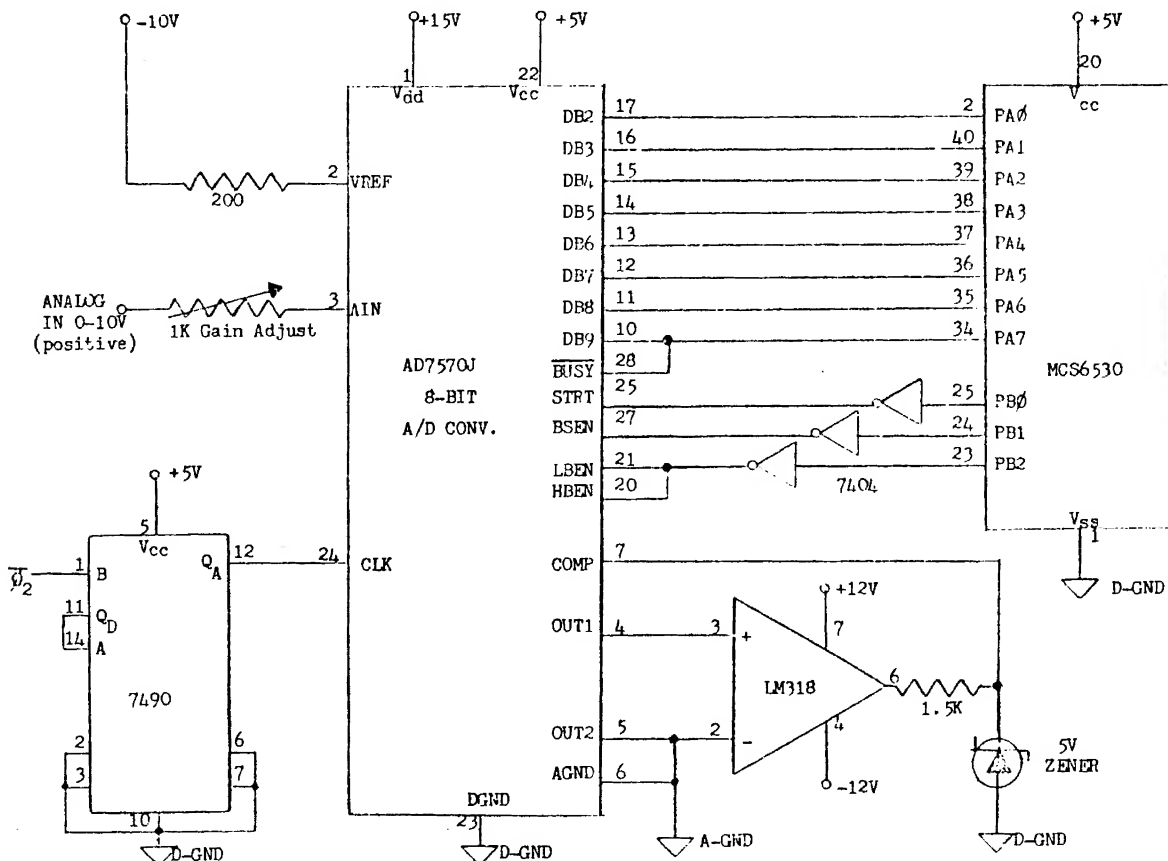 -10V
+15V
+5V
+5V
1
Vdd
22
Vcc
20
Vcc
DB2 17
2 PAØ
DB3 16
40 PA1
DB4 15
39 PA2
DB5 14
38 PA3
DB6 13
37 PA4
DB7 12
36 PA5
DB8 11
35 PA6
DB9 10
34 PA7
2 VREF
200
ANALOG
IN 0-10V
(positive)
1K Gain Adjust
3 AIN
AD7570J
8-BIT
A/D CONV.
BUSY 28
STRT 25
BSEN 27
LBEN 21
HBEN 20
25 PBØ
24 PB1
23 PB2
7404
MCS6530
Vss
1
D-GND
+5V
5
Vcc
Ø2
1 B
QA 12
24 CLK
11 QD
14 A
7490
2
3
6
7
10
D-GND
COMP 7
OUT1 4
3 +
+12V
7
LM318
6
1.5K
OUT2 5
2 -
4
-12V
AGND 6
5V
ZENER
DGND
23
D-GND
A-GND
D-GND